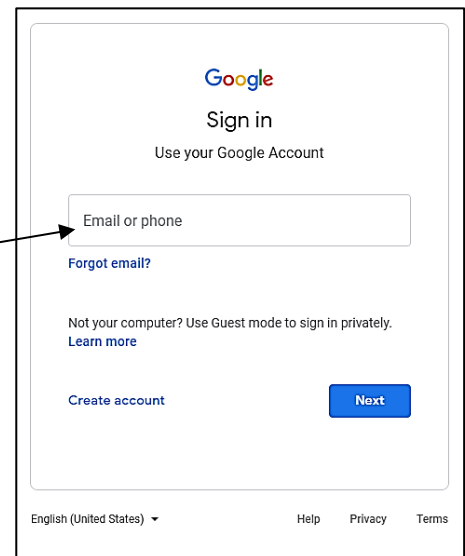 Google
Sign in
Use your Google Account
Email or phone
Forgot email?
Not your computer? Use Guest mode to sign in privately.
Learn more
Create account
Next
English (United States)
Help
Privacy
Terms